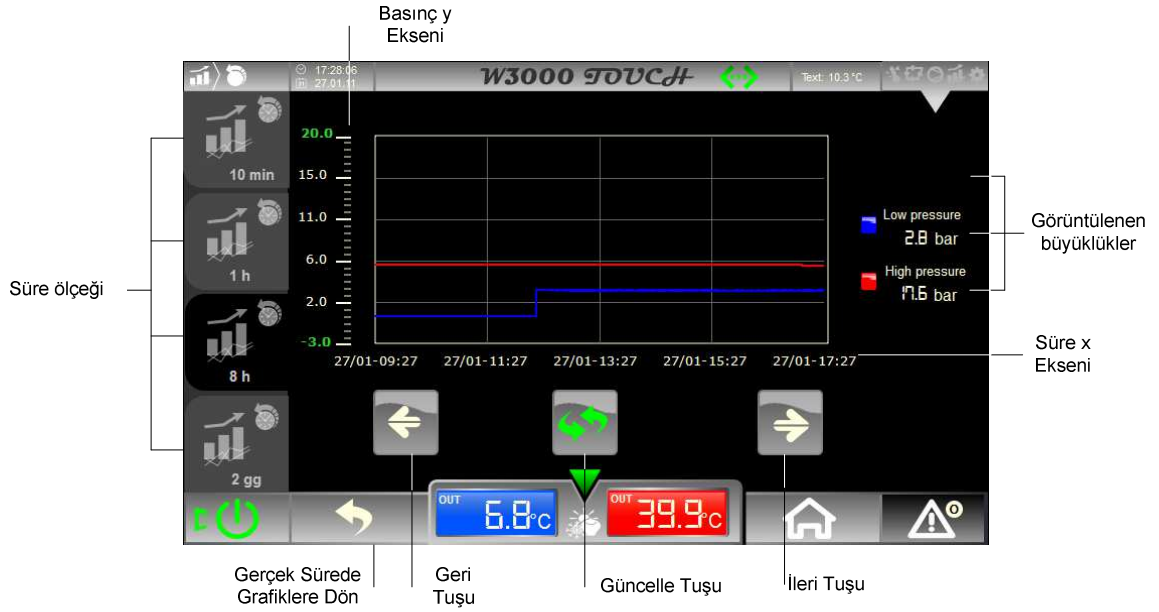 Basınç y
Ekseni
17:28:06
27.01.11
W3000 TOUCH
Text: 10.3 °C
10 min
1 h
8 h
2 gg
Süre ölçeği
20.0
15.0
11.0
6.0
2.0
-3.0
27/01-09:27 27/01-11:27 27/01-13:27 27/01-15:27 27/01-17:27
Low pressure
2.8 bar
High pressure
17.6 bar
Görüntülenen
büyüklükler
Süre x
Ekseni
OUT
6.8°C
OUT
39.9°C
0
Gerçek Sürede
Grafiklere Dön
Geri
Tuşu
Güncelle Tuşu
İleri Tuşu